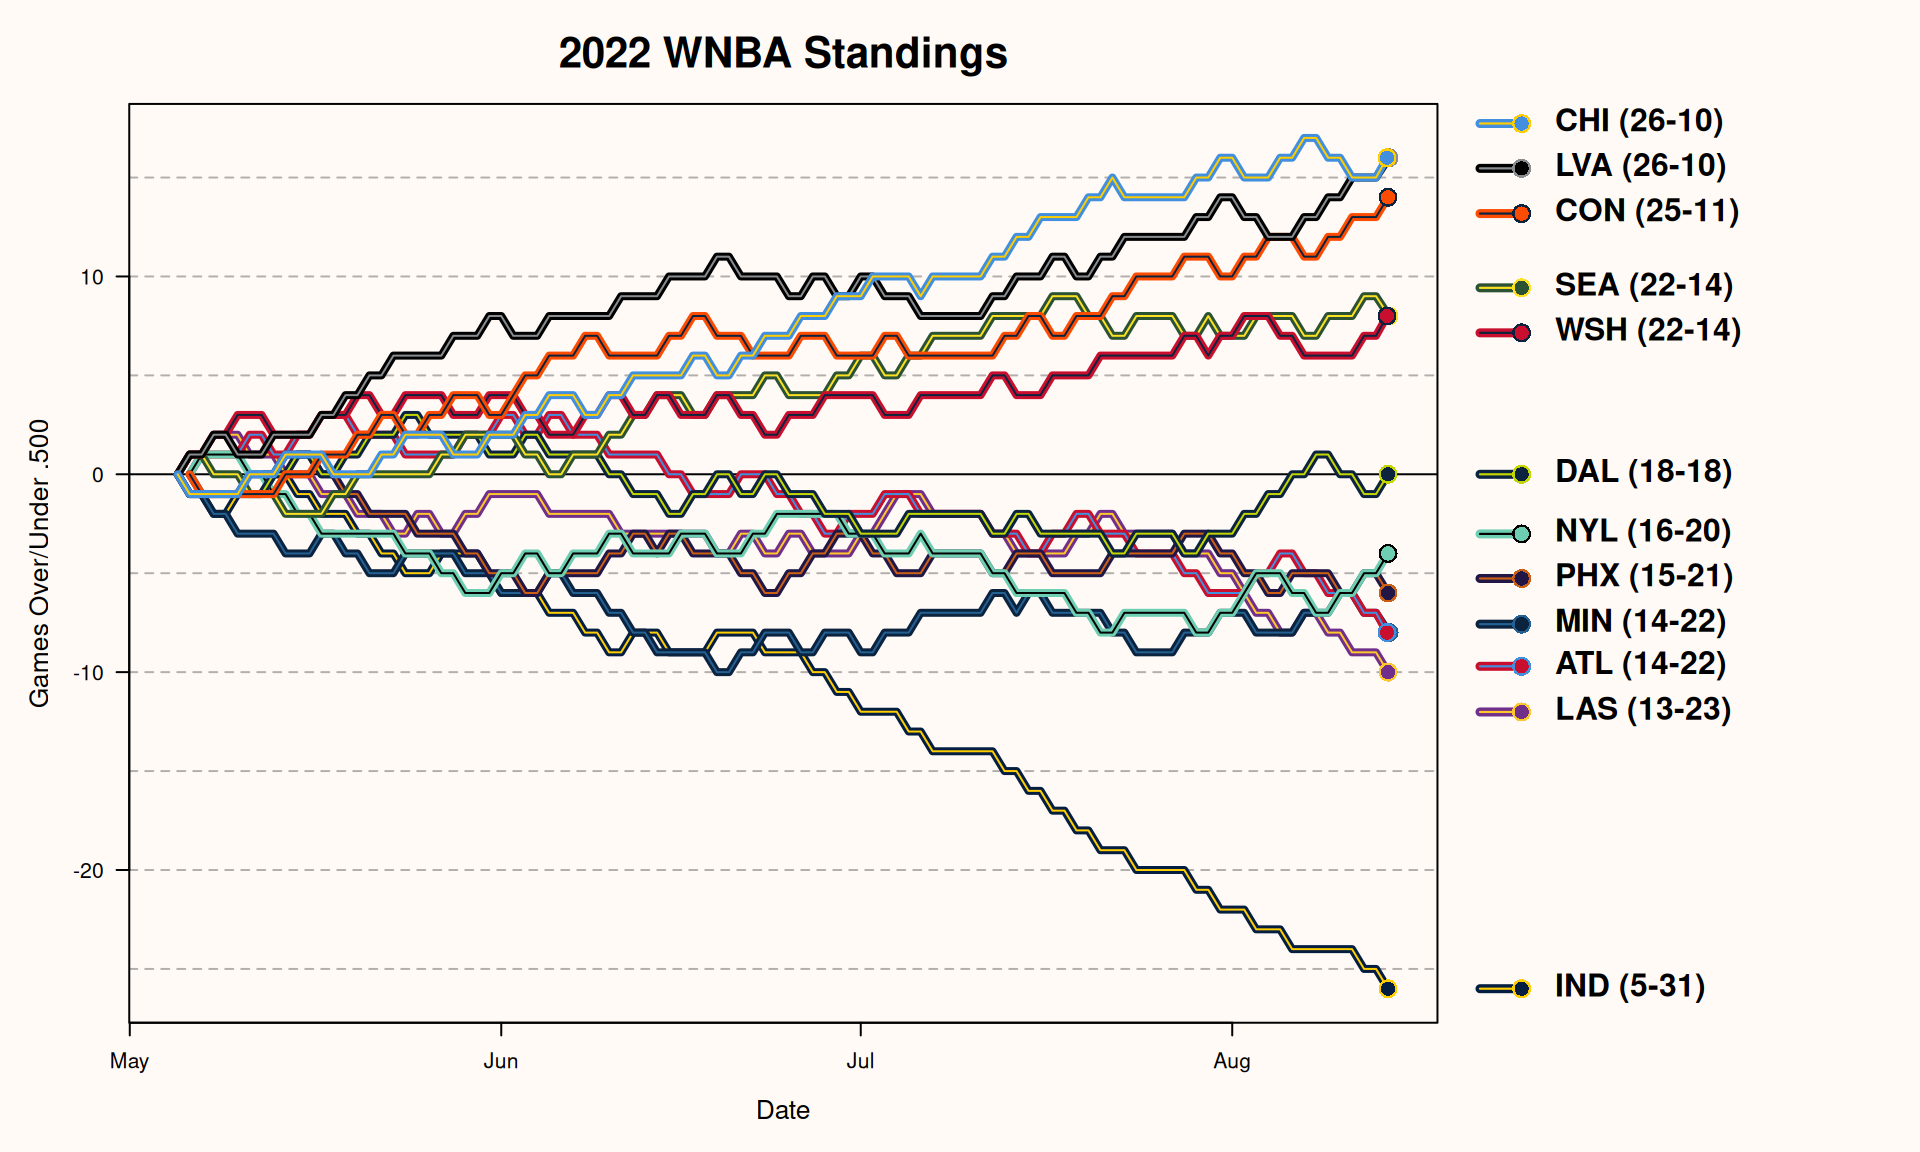 2022 WNBA Standings
CHI (26-10)
LVA (26-10)
CON (25-11)
SEA (22-14)
WSH (22-14)
DAL (18-18)
NYL (16-20)
PHX (15-21)
MIN (14-22)
ATL (14-22)
LAS (13-23)
IND (5-31)
Games Over/Under .500
10
0
-10
-20
May Jun Jul Aug
Date